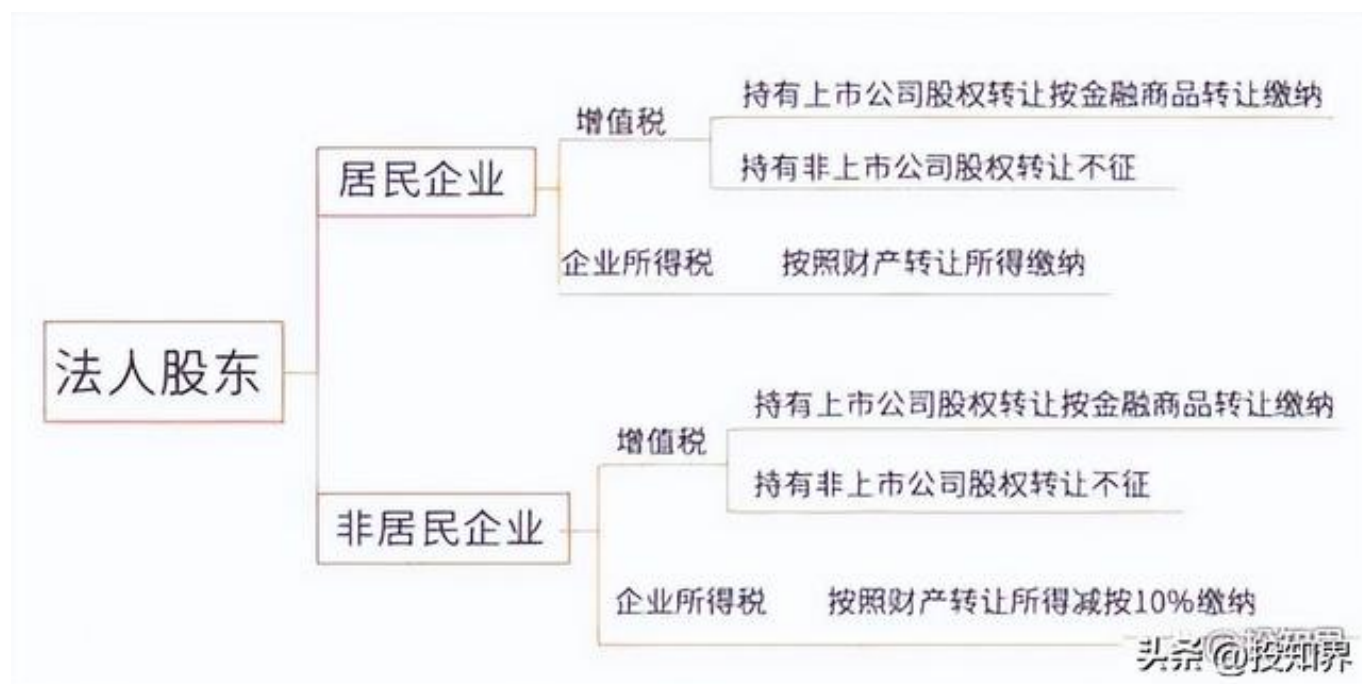 法人股东
居民企业
增值税
持有上市公司股权转让按金融商品转让缴纳
持有非上市公司股权转让不征
企业所得税 按照财产转让所得缴纳
非居民企业
增值税
持有上市公司股权转让按金融商品转让缴纳
持有非上市公司股权转让不征
企业所得税 按照财产转让所得减按10%缴纳
头条 @投知界